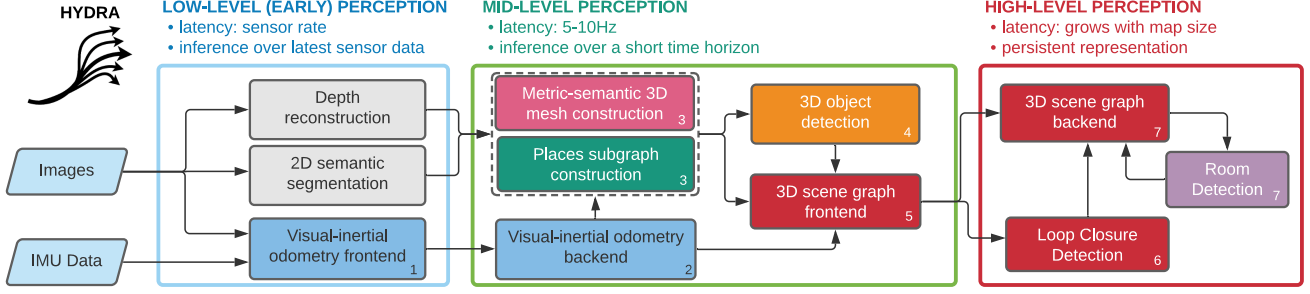 HYDRA
LOW-LEVEL (EARLY) PERCEPTION
• latency: sensor rate
• inference over latest sensor data
MID-LEVEL PERCEPTION
• latency: 5-10Hz
• inference over a short time horizon
HIGH-LEVEL PERCEPTION
• latency: grows with map size
• persistent representation
Images
IMU Data
Depth
reconstruction
2D semantic
segmentation
Visual-inertial
odometry frontend
1
Metric-semantic 3D
mesh construction
3
Places subgraph
construction
3
Visual-inertial odometry
backend
2
3D object
detection
4
3D scene graph
frontend
5
3D scene graph
backend
7
Room
Detection
7
Loop Closure
Detection
6